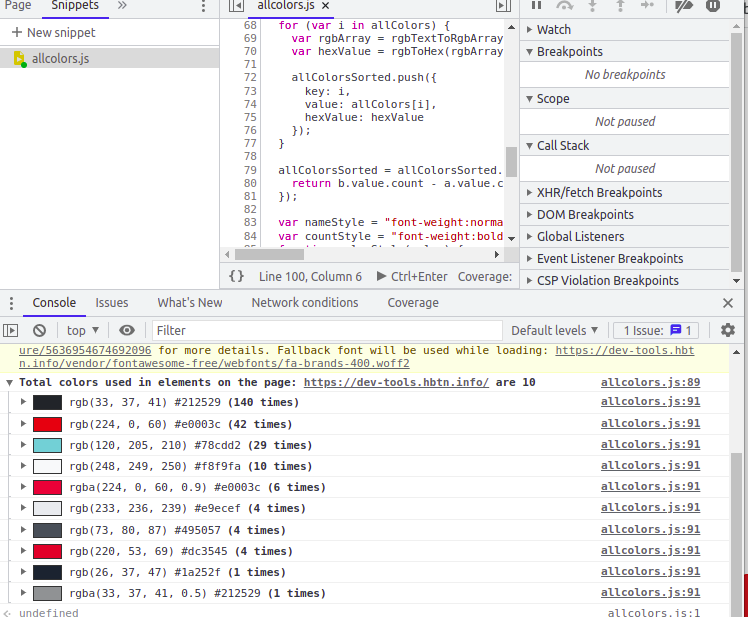 Page Snippets »
+ New snippet
allcolors.js
allcolors.js ×
68 for (var i in allColors) {
69 var rgbArray = rgbTextToRgbArray
70 var hexValue = rgbToHex(rgbArray
71
72 allColorsSorted.push({
73 key: i,
74 value: allColors[i],
75 hexValue: hexValue
76 });
77 }
78
79 allColorsSorted = allColorsSorted.
80 return b.value.count - a.value.c
81 });
82
83 var nameStyle = "font-weight:norma
84 var countStyle = "font-weight:bold
{} Line 100, Column 6 ▶ Ctrl+Enter Coverage:
Watch
Breakpoints
No breakpoints
Scope
Not paused
Call Stack
Not paused
XHR/fetch Breakpoints
DOM Breakpoints
Global Listeners
Event Listener Breakpoints
CSP Violation Breakpoints
Console Issues What's New Network conditions Coverage
top ▼ Filter Default levels ▼ 1 Issue: 1
ure/5636954674692096 for more details. Fallback font will be used while loading: https://dev-tools.hbt
n.info/vendor/fontawesome-free/webfonts/fa-brands-400.woff2
Total colors used in elements on the page: https://dev-tools.hbtn.info/ are 10 allcolors.js:89
rgb(33, 37, 41) #212529 (140 times) allcolors.js:91
rgb(224, 0, 60) #e0003c (42 times) allcolors.js:91
rgb(120, 205, 210) #78cdd2 (29 times) allcolors.js:91
rgb(248, 249, 250) #f8f9fa (10 times) allcolors.js:91
rgba(224, 0, 60, 0.9) #e0003c (6 times) allcolors.js:91
rgb(233, 236, 239) #e9ecef (4 times) allcolors.js:91
rgb(73, 80, 87) #495057 (4 times) allcolors.js:91
rgb(220, 53, 69) #dc3545 (4 times) allcolors.js:91
rgb(26, 37, 47) #1a252f (1 times) allcolors.js:91
rgba(33, 37, 41, 0.5) #212529 (1 times) allcolors.js:91
undefined allcolors.js:1